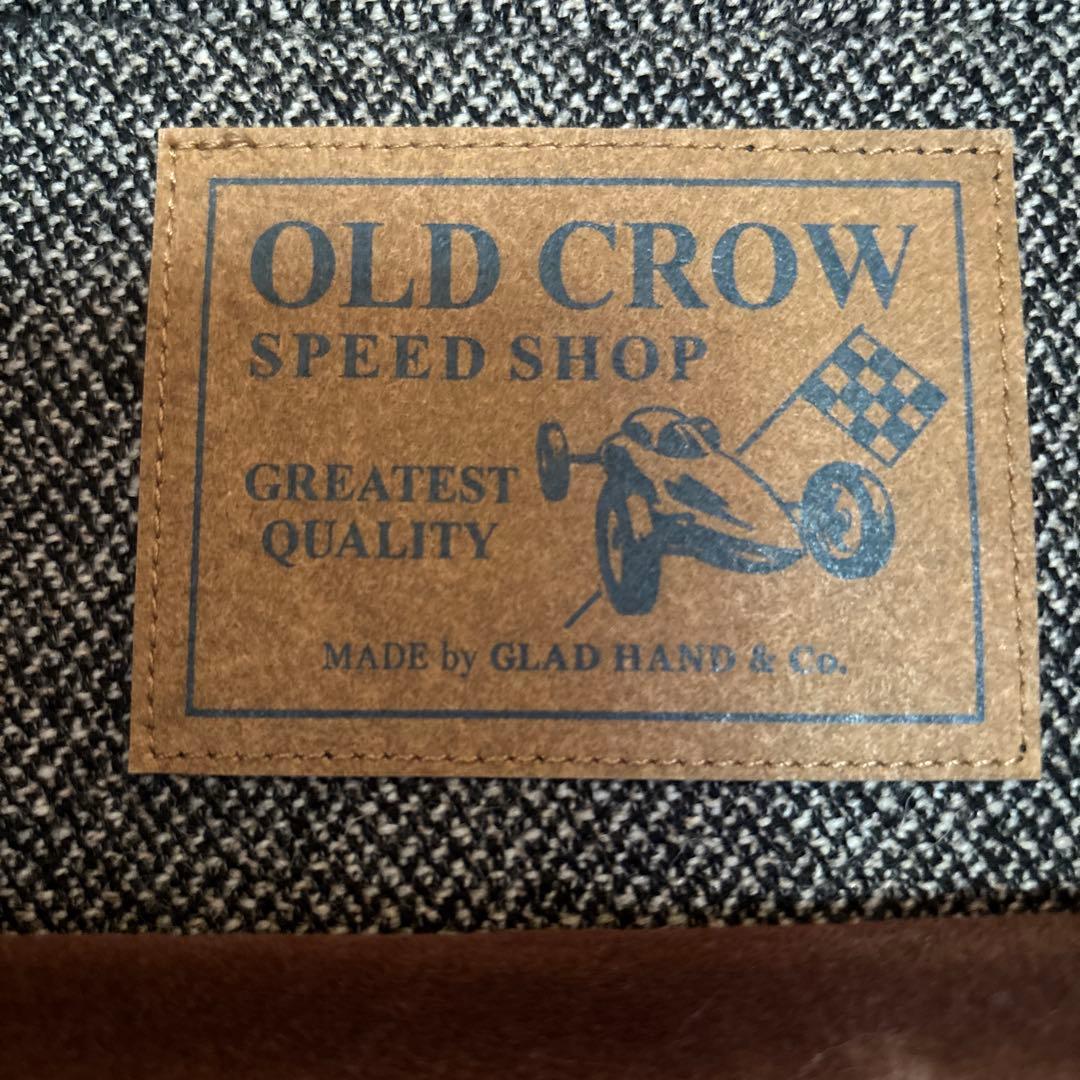 OLD CROW
SPEED SHOP
GREATEST
QUALITY
MADE by GLAD HAND & Co.